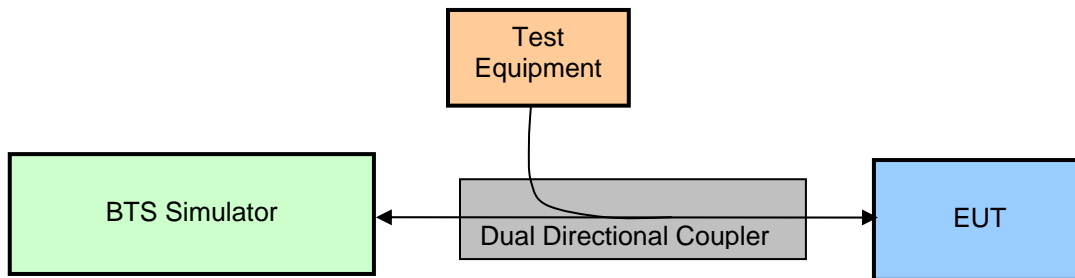 Test
Equipment
BTS Simulator
Dual Directional Coupler
EUT